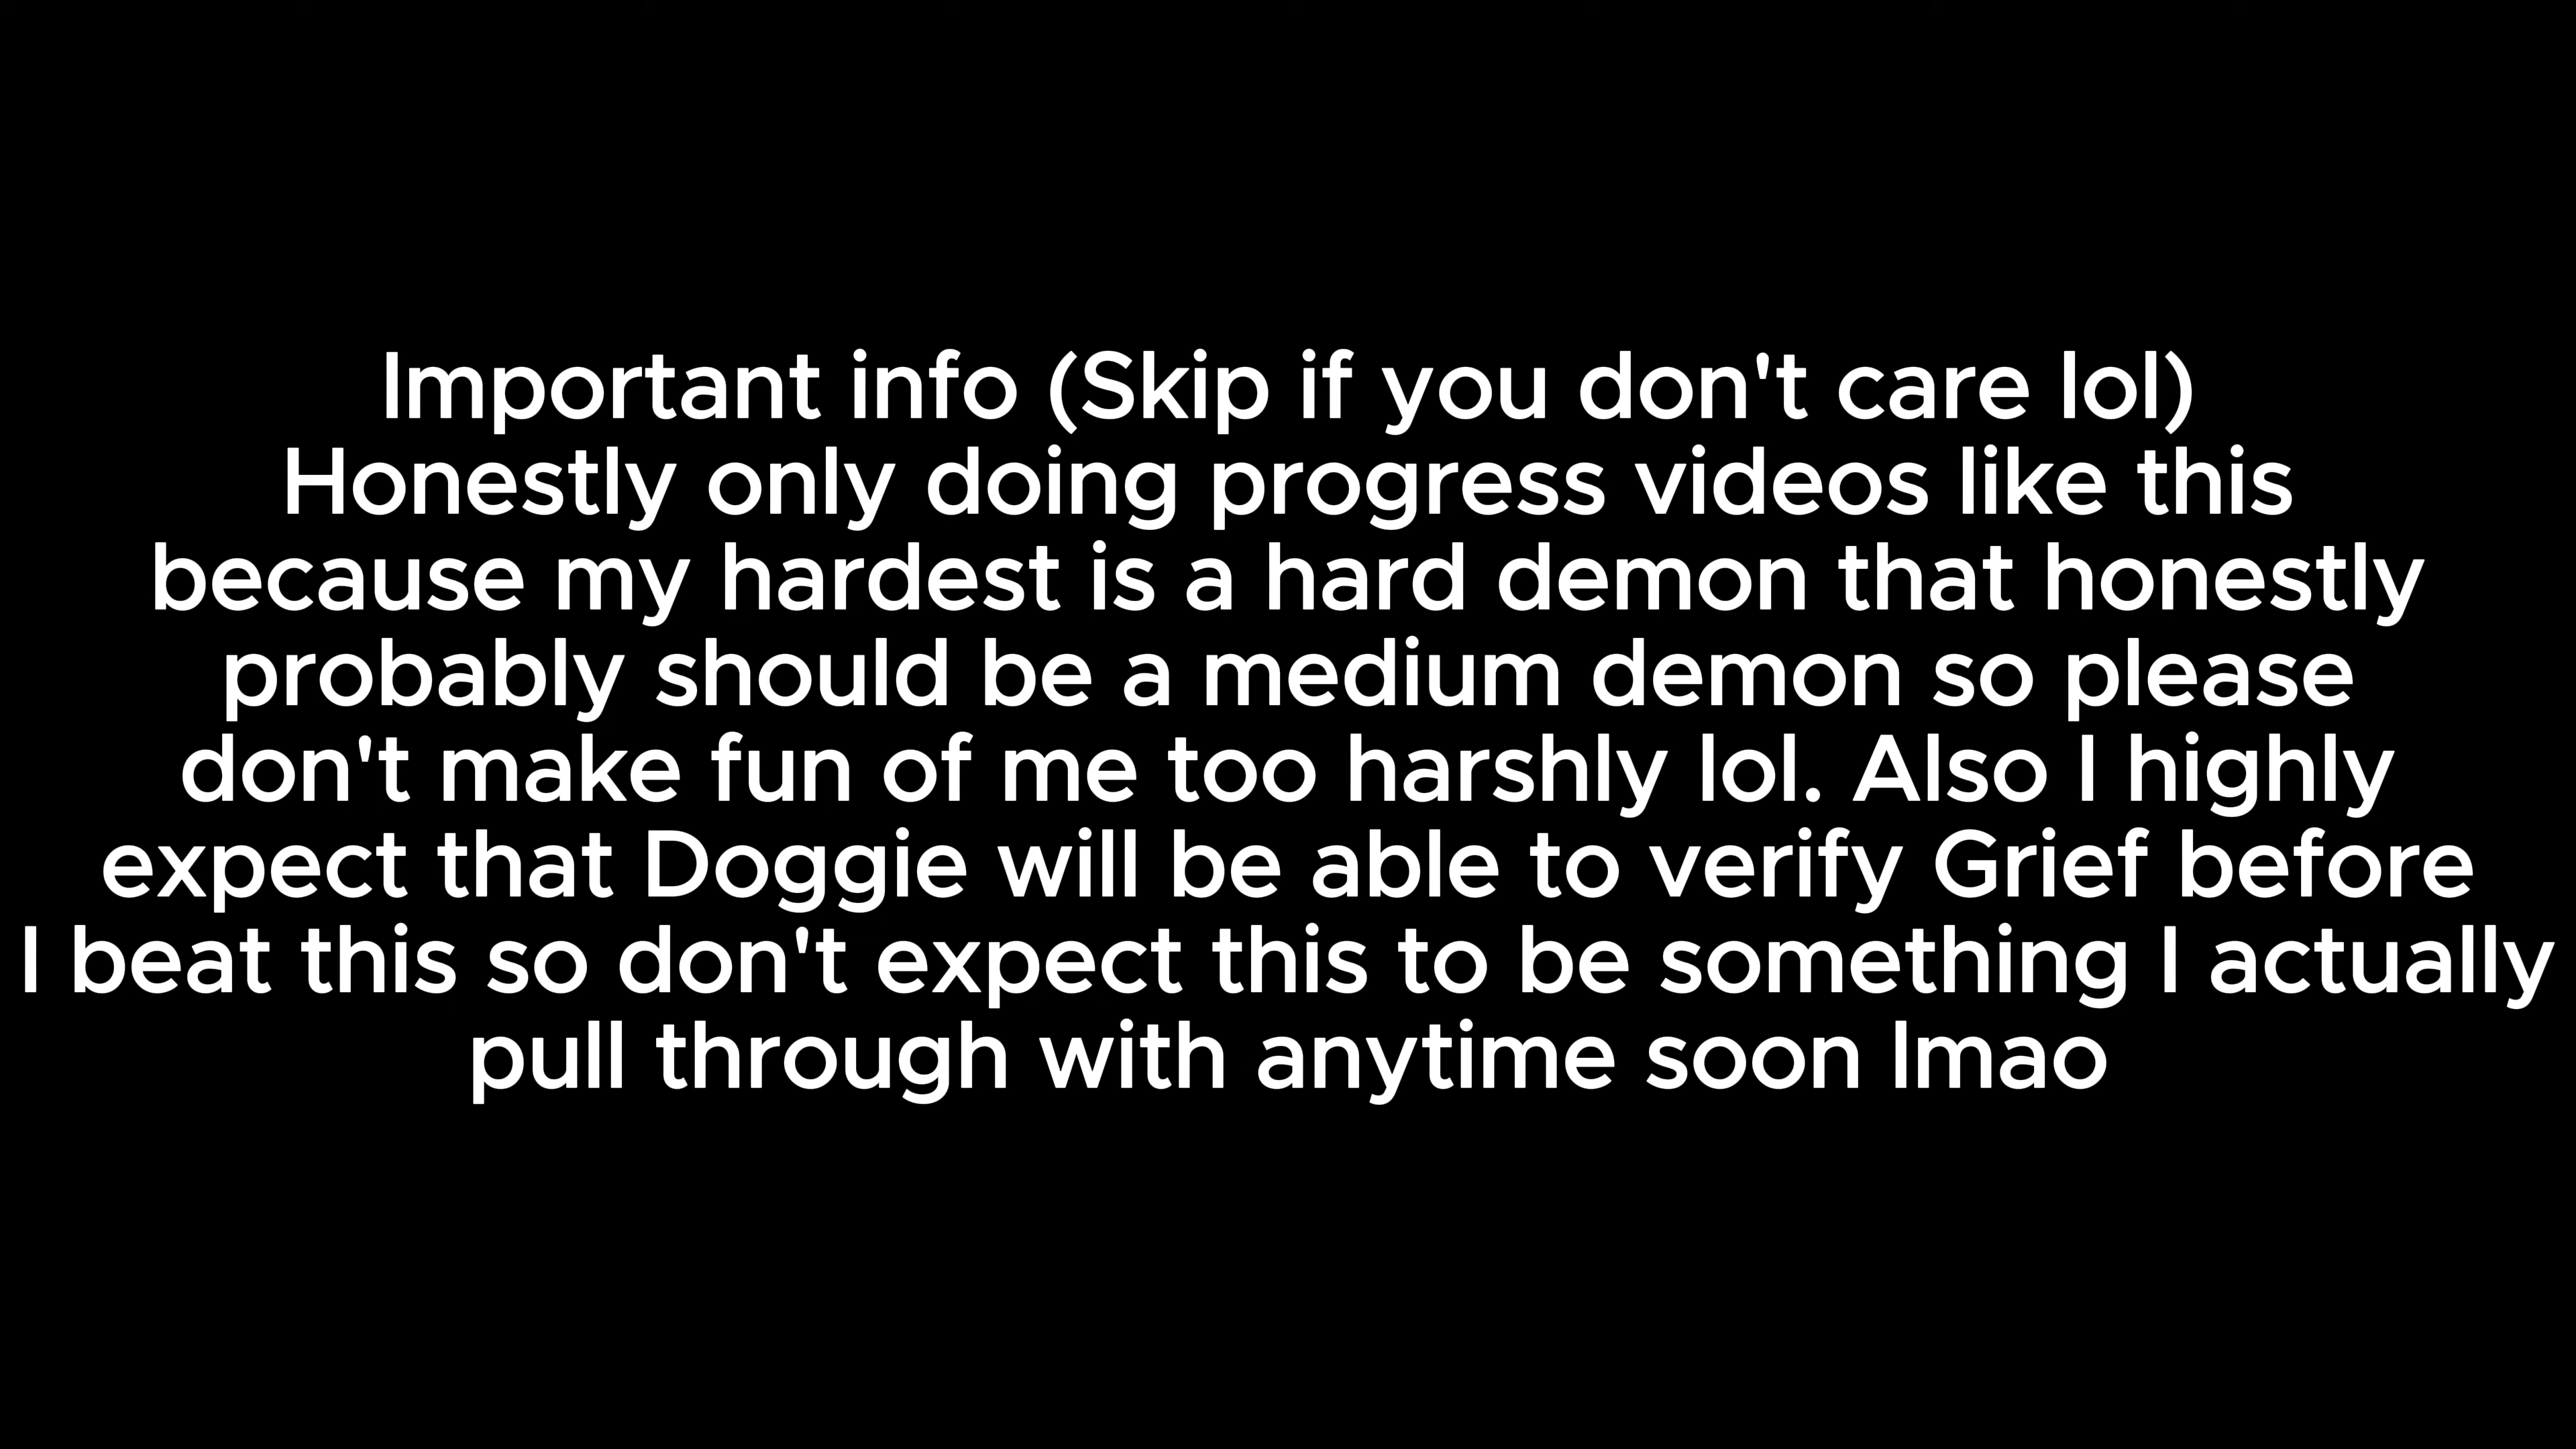 Important info (Skip if you don't care lol)
Honestly only doing progress videos like this
because my hardest is a hard demon that honestly
probably should be a medium demon so please
don't make fun of me too harshly lol. Also I highly
expect that Doggie will be able to verify Grief before
I beat this so don't expect this to be something I actually
pull through with anytime soon lmao